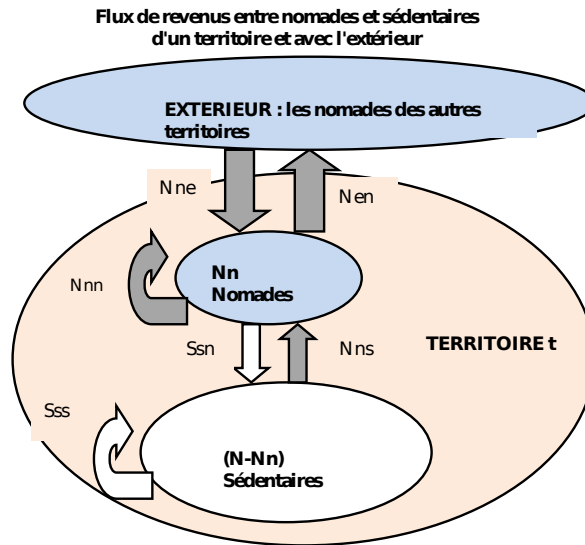 Flux de revenus entre nomades et sédentaires
d'un territoire et avec l'extérieur
EXTERIEUR : les nomades des autres
territoires
Nne
Nen
Nn
Nomades
Nnn
Ssn
Nns
TERRITOIRE t
Sss
(N-Nn)
Sédentaires